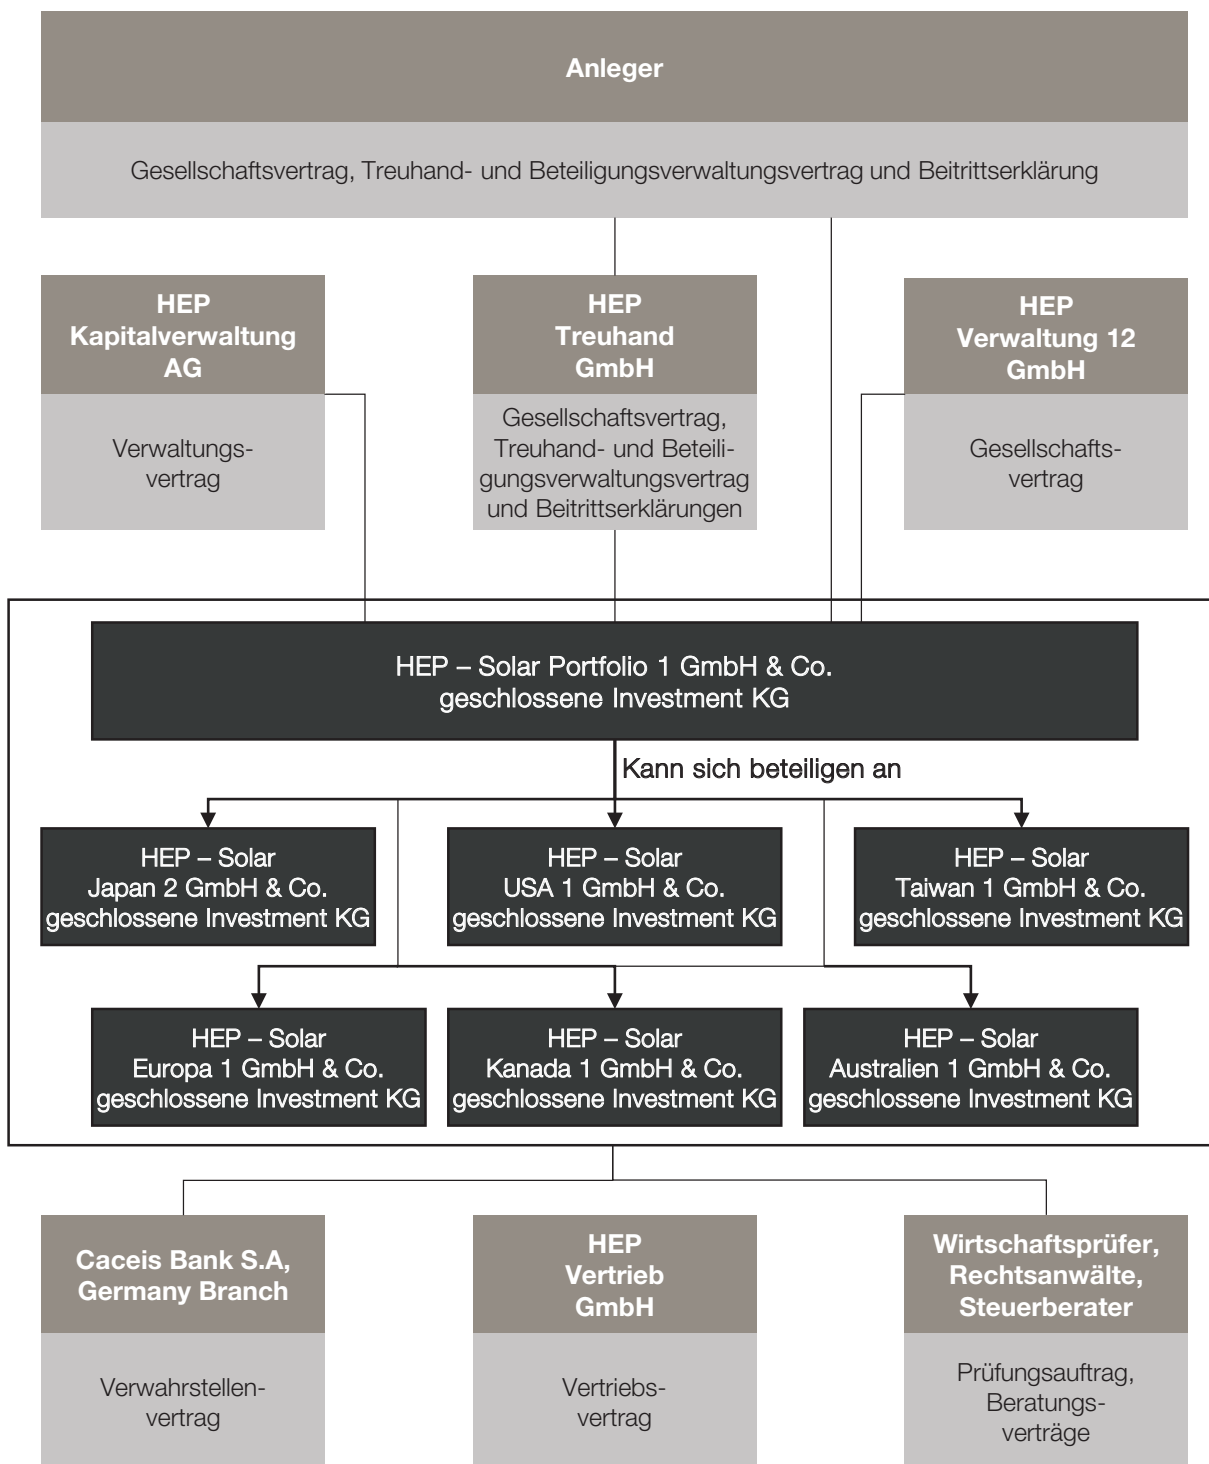 Anleger
Gesellschaftsvertrag, Treuhand- und Beteiligungsverwaltungsvertrag und Beitrittserklärung
HEP
Kapitalverwaltung
AG
Verwaltungs-
vertrag
HEP
Treuhand
GmbH
Gesellschaftsvertrag,
Treuhand- und Beteili-
gungsverwaltungsvertrag
und Beitrittserklärungen
HEP
Verwaltung 12
GmbH
Gesellschafts-
vertrag
HEP – Solar Portfolio 1 GmbH & Co.
geschlossene Investment KG
Kann sich beteiligen an
HEP – Solar
Japan 2 GmbH & Co.
geschlossene Investment KG
HEP – Solar
USA 1 GmbH & Co.
geschlossene Investment KG
HEP – Solar
Taiwan 1 GmbH & Co.
geschlossene Investment KG
HEP – Solar
Europa 1 GmbH & Co.
geschlossene Investment KG
HEP – Solar
Kanada 1 GmbH & Co.
geschlossene Investment KG
HEP – Solar
Australien 1 GmbH & Co.
geschlossene Investment KG
Caceis Bank S.A,
Germany Branch
Verwahrstellen-
vertrag
HEP
Vertrieb
GmbH
Vertriebs-
vertrag
Wirtschaftsprüfer,
Rechtsanwälte,
Steuerberater
Prüfungsauftrag,
Beratungs-
verträge